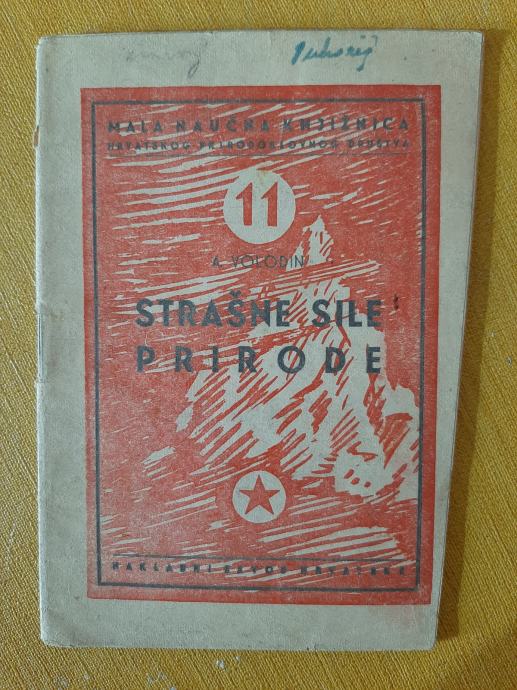 MALA NAUČNA KNJIŽNICA
HRVATSKOG PRIRODOSLOVNOG DRUŠTVA
11
A. VOLODIN
STRAŠNE SILE
PRIRODE
NAKLADNI ZAVOD HRVATSKE